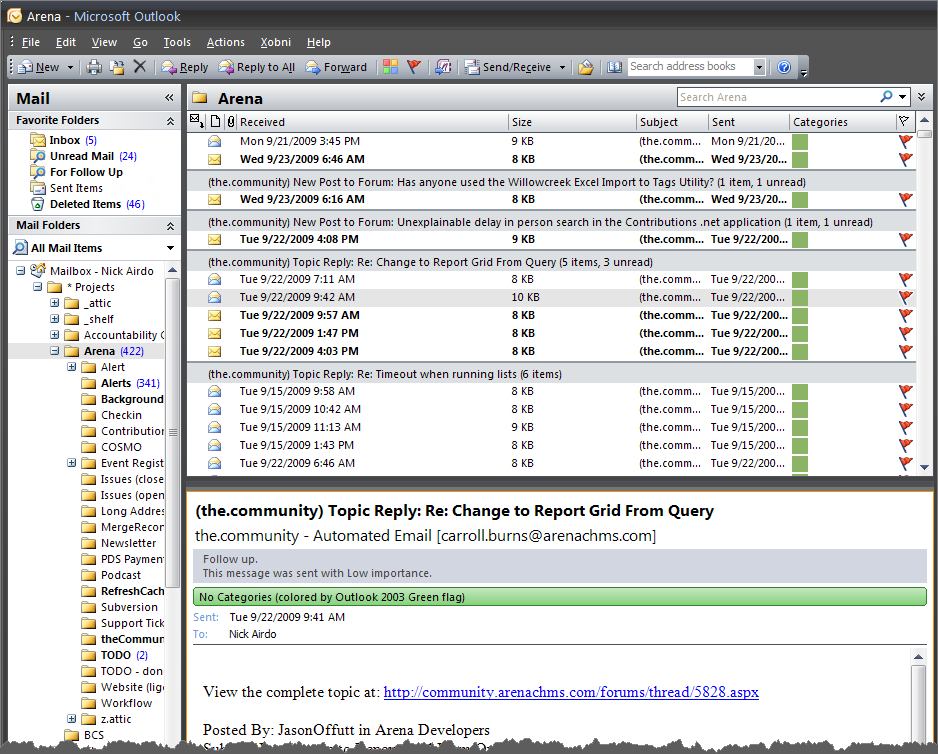 Arena - Microsoft Outlook
File Edit View Go Tools Actions Xobni Help
New Reply Reply to All Forward Send/Receive Search address books
Mail «
Favorite Folders
Inbox (5)
Unread Mail (24)
For Follow Up
Sent Items
Deleted Items (46)
Mail Folders
All Mail Items
Mailbox - Nick Airdo
* Projects
_attic
_shelf
Accountability C
Arena (422)
Alert
Alerts (341)
Background
Checkin
Contribution
COSMO
Event Regist
Issues (close
Issues (open
Long Addres
MergeRecor
Newsletter
PDS Paymen
Podcast
RefreshCach
Subversion
Support Tick
theCommun
TODO (2)
TODO - don
Website (lig
Workflow
z.attic
BCS
Arena Search Arena
Received Size Subject Sent Categories
Mon 9/21/2009 3:45 PM 9 KB (the.comm... Mon 9/21/20...
Wed 9/23/2009 6:46 AM 8 KB (the.comm... Wed 9/23/20...
(the.community) New Post to Forum: Has anyone used the Willowcreek Excel Import to Tags Utility? (1 item, 1 unread)
Wed 9/23/2009 6:16 AM 8 KB (the.comm... Wed 9/23/20...
(the.community) New Post to Forum: Unexplainable delay in person search in the Contributions .net application (1 item, 1 unread)
Tue 9/22/2009 4:08 PM 9 KB (the.comm... Tue 9/22/200...
(the.community) Topic Reply: Re: Change to Report Grid From Query (5 items, 3 unread)
Tue 9/22/2009 7:11 AM 8 KB (the.comm... Tue 9/22/200...
Tue 9/22/2009 9:42 AM 10 KB (the.comm... Tue 9/22/200...
Tue 9/22/2009 9:57 AM 8 KB (the.comm... Tue 9/22/200...
Tue 9/22/2009 1:47 PM 8 KB (the.comm... Tue 9/22/200...
Tue 9/22/2009 4:03 PM 8 KB (the.comm... Tue 9/22/200...
(the.community) Topic Reply: Re: Timeout when running lists (6 items)
Tue 9/15/2009 9:58 AM 8 KB (the.comm... Tue 9/15/200...
Tue 9/15/2009 10:42 AM 8 KB (the.comm... Tue 9/15/200...
Tue 9/15/2009 11:13 AM 9 KB (the.comm... Tue 9/15/200...
Tue 9/15/2009 1:43 PM 8 KB (the.comm... Tue 9/15/200...
Tue 9/22/2009 6:46 AM 8 KB (the.comm... Tue 9/22/200...
(the.community) Topic Reply: Re: Change to Report Grid From Query
the.community - Automated Email [carroll.burns@arenachms.com]
Follow up.
This message was sent with Low importance.
No Categories (colored by Outlook 2003 Green flag)
Sent: Tue 9/22/2009 9:41 AM
To: Nick Airdo
View the complete topic at: http://community.arenachms.com/forums/thread/5828.aspx
Posted By: JasonOffutt in Arena Developers